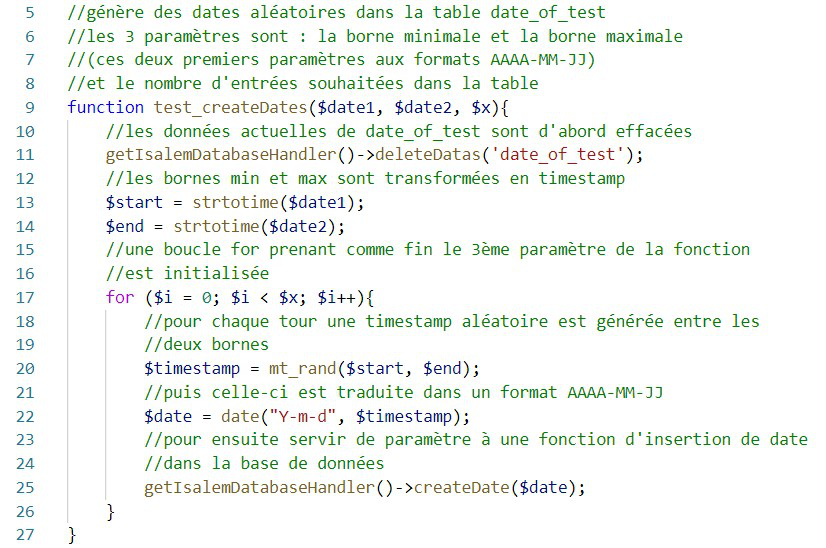 5 //génère des dates aléatoires dans la table date_of_test
6 //les 3 paramètres sont : la borne minimale et la borne maximale
7 //(ces deux premiers paramètres aux formats AAAA-MM-JJ)
8 //et le nombre d'entrées souhaitées dans la table
9 function test_createDates($date1, $date2, $x){
10 //les données actuelles de date_of_test sont d'abord effacées
11 getIsalemDatabaseHandler()->deleteDatas('date_of_test');
12 //les bornes min et max sont transformées en timestamp
13 $start = strtotime($date1);
14 $end = strtotime($date2);
15 //une boucle for prenant comme fin le 3ème paramètre de la fonction
16 //est initialisée
17 for ($i = 0; $i < $x; $i++){
18 //pour chaque tour une timestamp aléatoire est générée entre les
19 //deux bornes
20 $timestamp = mt_rand($start, $end);
21 //puis celle-ci est traduite dans un format AAAA-MM-JJ
22 $date = date("Y-m-d", $timestamp);
23 //pour ensuite servir de paramètre à une fonction d'insertion de date
24 //dans la base de données
25 getIsalemDatabaseHandler()->createDate($date);
26 }
27 }